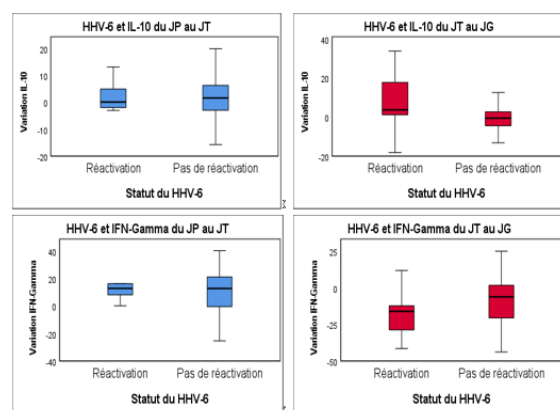 HHV-6 et IL-10 du JP au JT
Variation IL-10
20
10
0
-10
-20
Réactivation
Pas de réactivation
Statut du HHV-6
HHV-6 et IL-10 du JT au JG
Variation IL-10
40
20
0
-20
Réactivation
Pas de réactivation
Statut du HHV-6
HHV-6 et IFN-Gamma du JP au JT
Variation IFN-Gamma
40
20
0
-20
-40
Réactivation
Pas de réactivation
Statut du HHV-6
HHV-6 et IFN-Gamma du JT au JG
Variation IFN-Gamma
25
0
-25
-50
Réactivation
Pas de réactivation
Statut du HHV-6